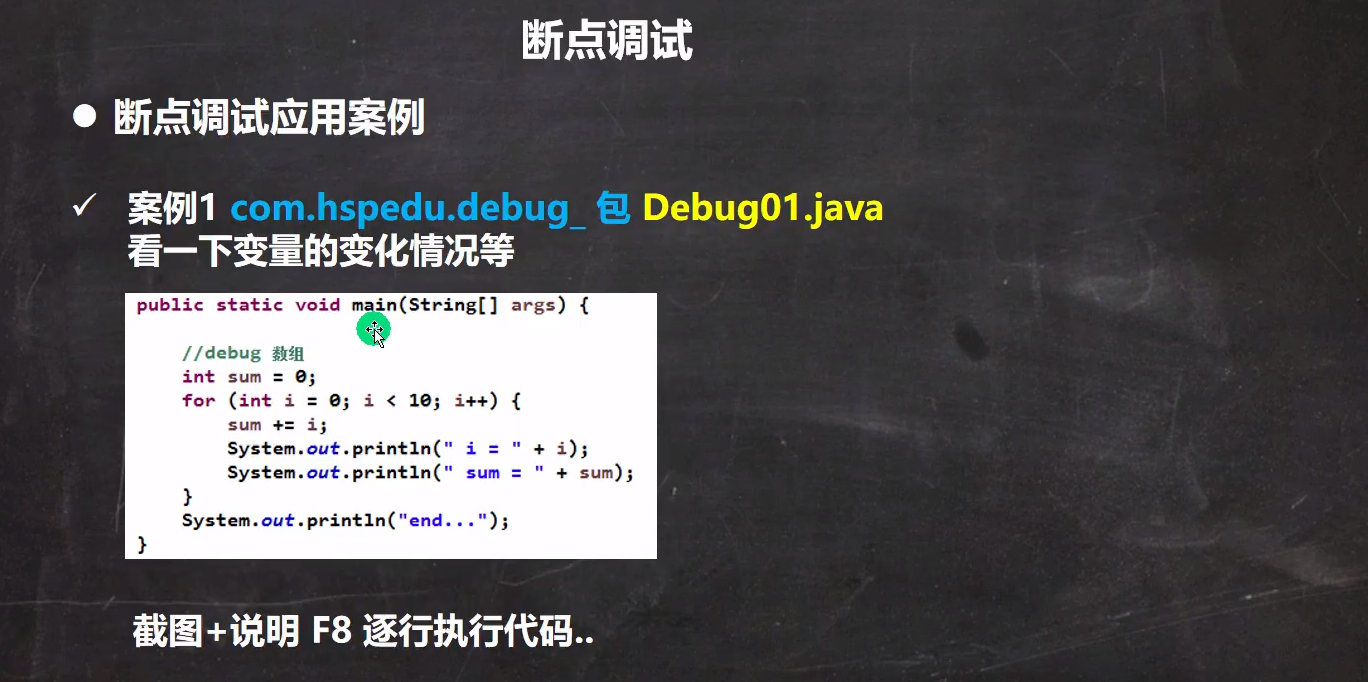 断点调试
断点调试应用案例
案例1 com.hspedu.debug_ 包 Debug01.java
看一下变量的变化情况等
public static void main(String[] args) {
//debug 数组
int sum = 0;
for (int i = 0; i < 10; i++) {
sum += i;
System.out.println(" i = " + i);
System.out.println(" sum = " + sum);
}
System.out.println("end...");
}
截图+说明 F8 逐行执行代码..